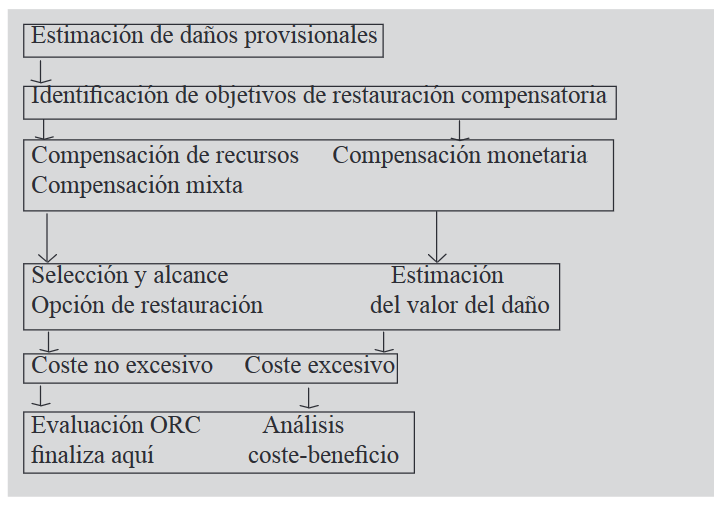 Estimación de daños provisionales
Identificación de objetivos de restauración compensatoria
Compensación de recursos Compensación monetaria
Compensación mixta
Selección y alcance Estimación
Opción de restauración del valor del daño
Coste no excesivo Coste excesivo
Evaluación ORC Análisis
finaliza aquí coste-beneficio